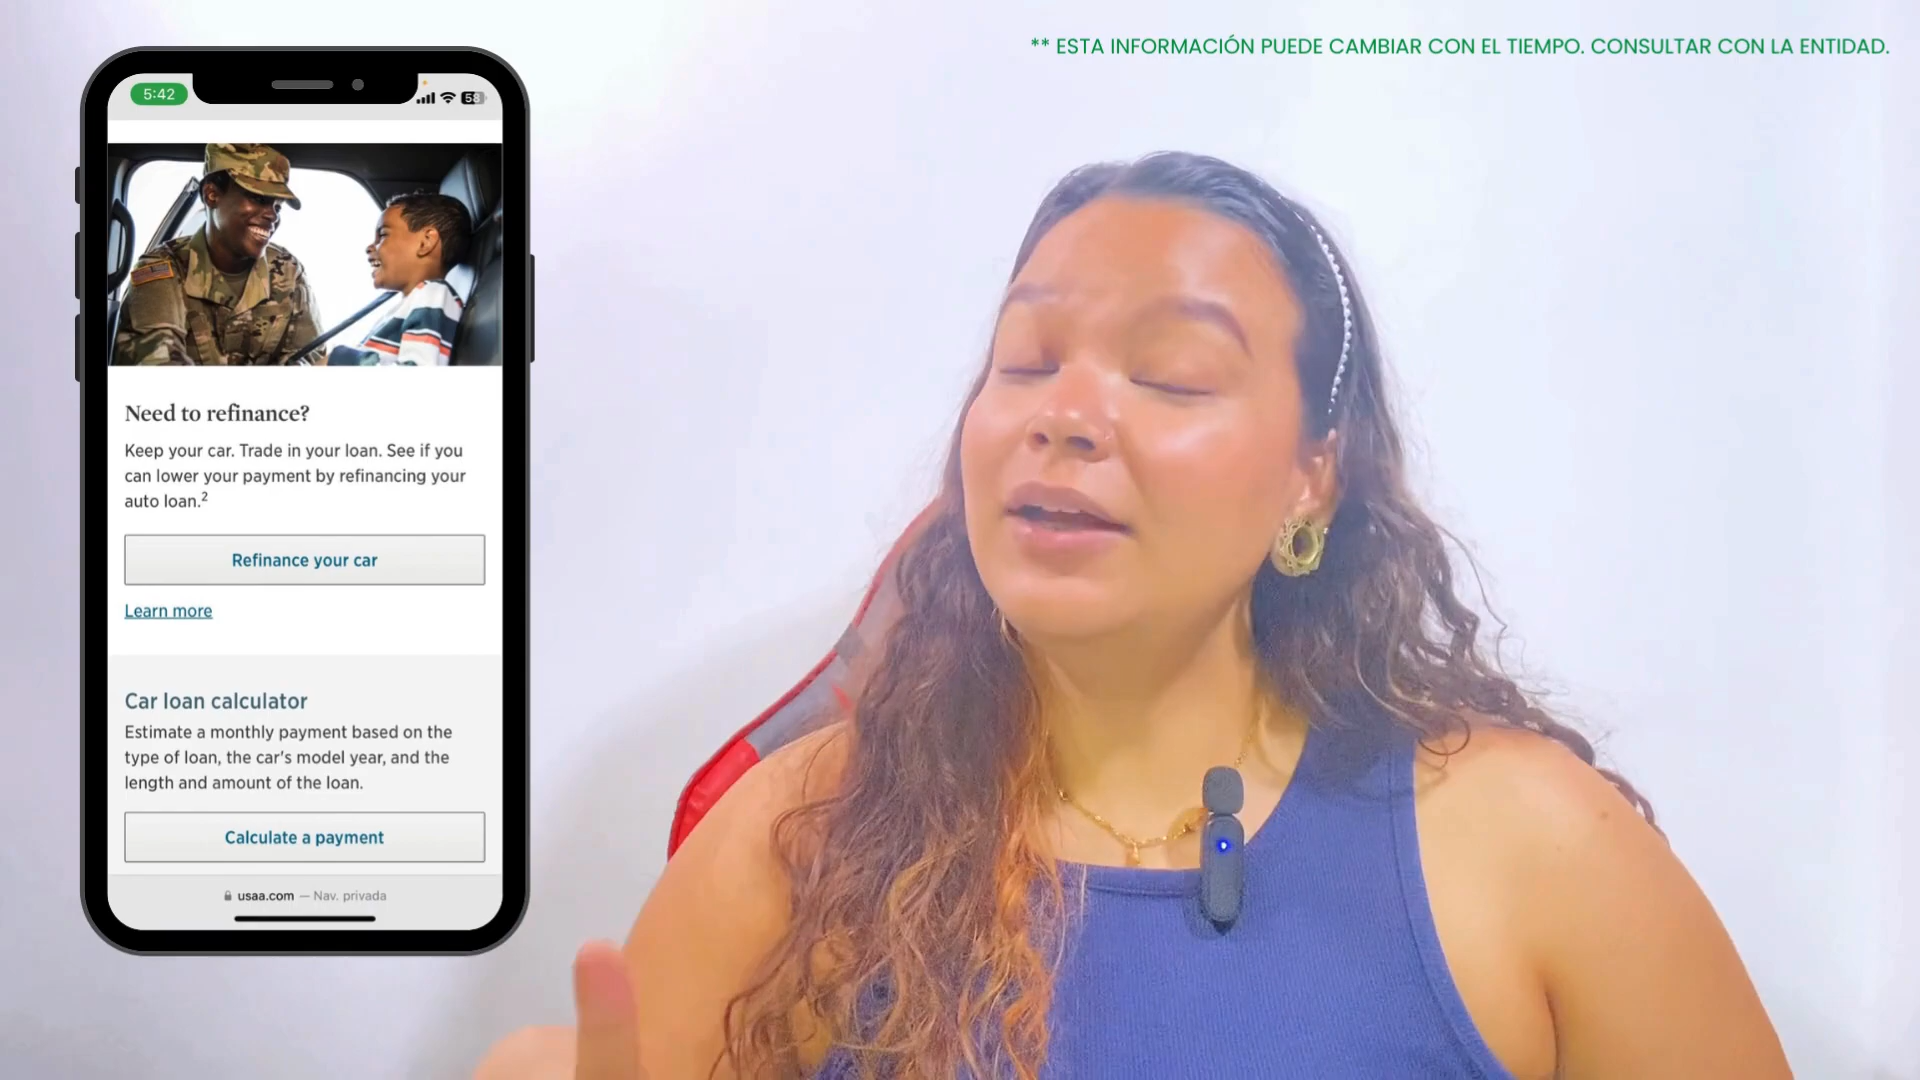 ** ESTA INFORMACIÓN PUEDE CAMBIAR CON EL TIEMPO. CONSULTAR CON LA ENTIDAD.
5:42
58
Need to refinance?
Keep your car. Trade in your loan. See if you
can lower your payment by refinancing your
auto loan.2
Refinance your car
Learn more
Car loan calculator
Estimate a monthly payment based on the
type of loan, the car's model year, and the
length and amount of the loan.
Calculate a payment
usaa.com — Nav. privada